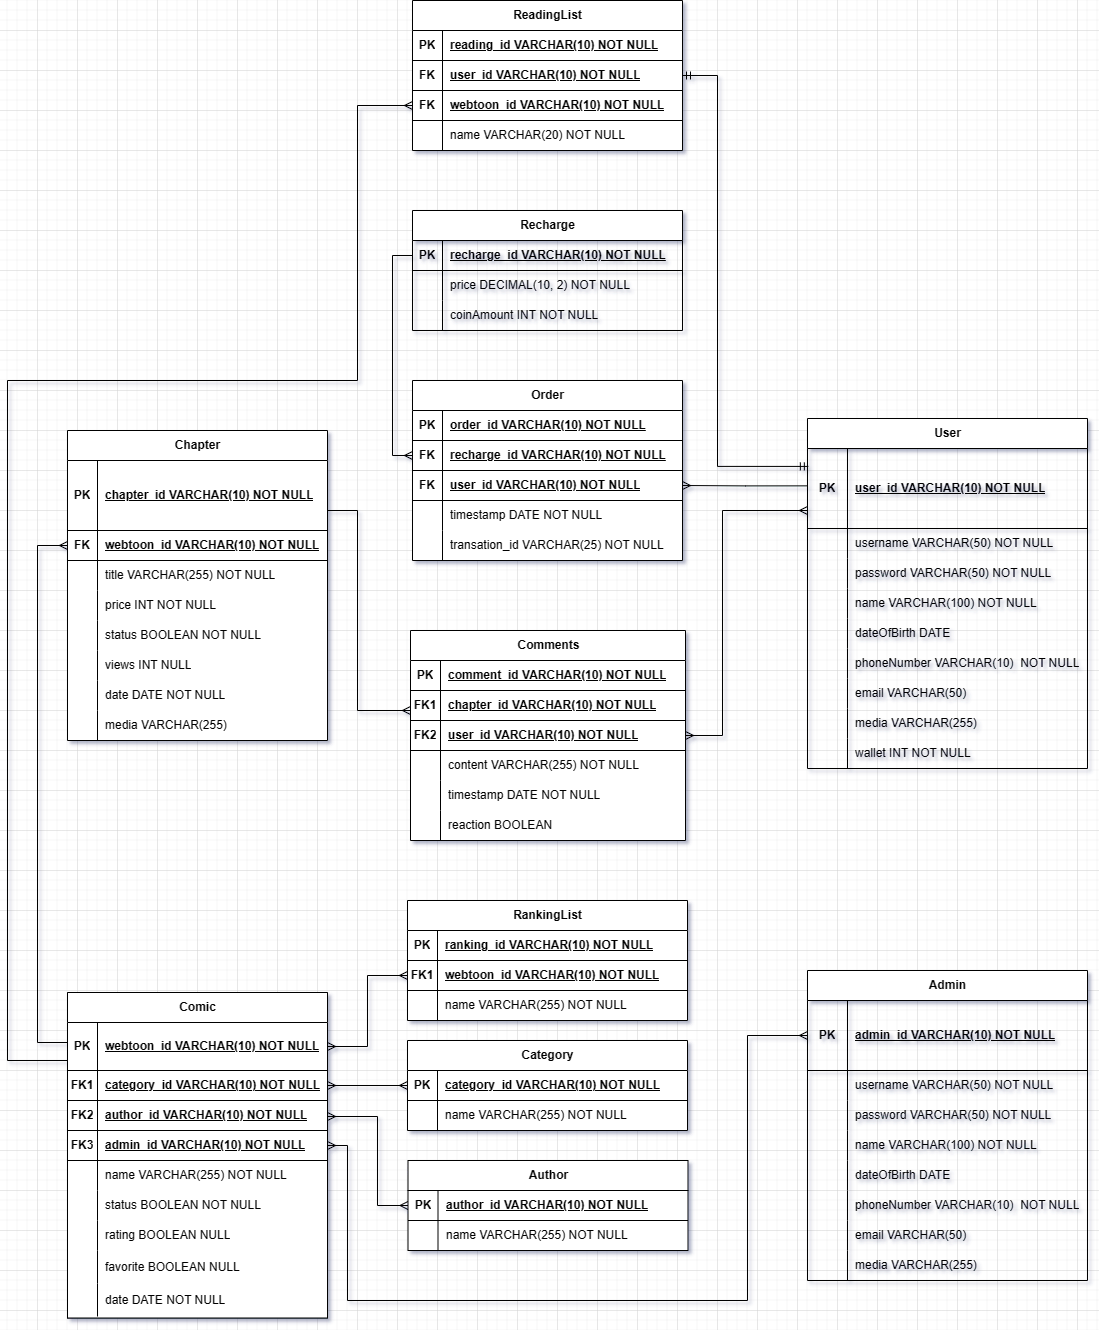 ReadingList
PK reading_id VARCHAR(10) NOT NULL
FK user_id VARCHAR(10) NOT NULL
FK webtoon_id VARCHAR(10) NOT NULL
name VARCHAR(20) NOT NULL
Recharge
PK recharge_id VARCHAR(10) NOT NULL
price DECIMAL(10, 2) NOT NULL
coinAmount INT NOT NULL
Order
PK order_id VARCHAR(10) NOT NULL
FK recharge_id VARCHAR(10) NOT NULL
FK user_id VARCHAR(10) NOT NULL
timestamp DATE NOT NULL
transation_id VARCHAR(25) NOT NULL
Chapter
PK chapter_id VARCHAR(10) NOT NULL
FK webtoon_id VARCHAR(10) NOT NULL
title VARCHAR(255) NOT NULL
price INT NOT NULL
status BOOLEAN NOT NULL
views INT NULL
date DATE NOT NULL
media VARCHAR(255)
User
PK user_id VARCHAR(10) NOT NULL
username VARCHAR(50) NOT NULL
password VARCHAR(50) NOT NULL
name VARCHAR(100) NOT NULL
dateOfBirth DATE
phoneNumber VARCHAR(10) NOT NULL
email VARCHAR(50)
media VARCHAR(255)
wallet INT NOT NULL
Comments
PK comment_id VARCHAR(10) NOT NULL
FK1 chapter_id VARCHAR(10) NOT NULL
FK2 user_id VARCHAR(10) NOT NULL
content VARCHAR(255) NOT NULL
timestamp DATE NOT NULL
reaction BOOLEAN
RankingList
PK ranking_id VARCHAR(10) NOT NULL
FK1 webtoon_id VARCHAR(10) NOT NULL
name VARCHAR(255) NOT NULL
Comic
PK webtoon_id VARCHAR(10) NOT NULL
FK1 category_id VARCHAR(10) NOT NULL
FK2 author_id VARCHAR(10) NOT NULL
FK3 admin_id VARCHAR(10) NOT NULL
name VARCHAR(255) NOT NULL
status BOOLEAN NOT NULL
rating BOOLEAN NULL
favorite BOOLEAN NULL
date DATE NOT NULL
Category
PK category_id VARCHAR(10) NOT NULL
name VARCHAR(255) NOT NULL
Author
PK author_id VARCHAR(10) NOT NULL
name VARCHAR(255) NOT NULL
Admin
PK admin_id VARCHAR(10) NOT NULL
username VARCHAR(50) NOT NULL
password VARCHAR(50) NOT NULL
name VARCHAR(100) NOT NULL
dateOfBirth DATE
phoneNumber VARCHAR(10) NOT NULL
email VARCHAR(50)
media VARCHAR(255)